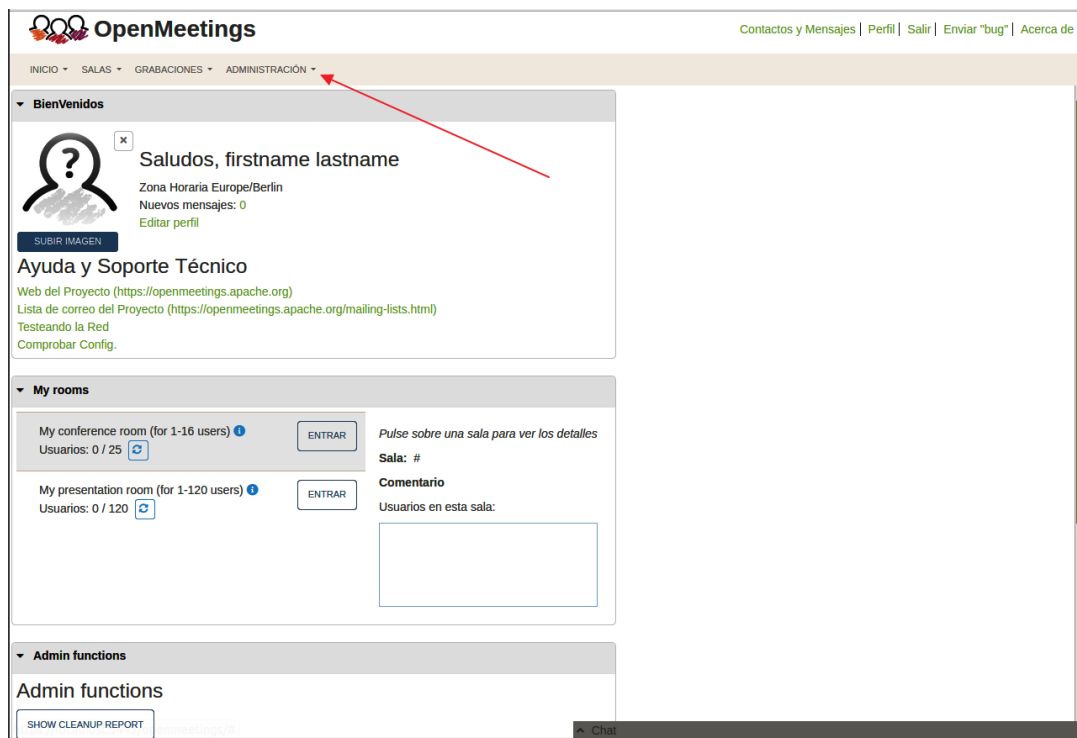 OpenMeetings
Contactos y Mensajes | Perfil | Salir | Enviar "bug" | Acerca de
INICIO SALAS GRABACIONES ADMINISTRACIÓN
BienVenidos
Saludos, firstname lastname
Zona Horaria Europe/Berlin
Nuevos mensajes: 0
Editar perfil
SUBIR IMAGEN
Ayuda y Soporte Técnico
Web del Proyecto (https://openmeetings.apache.org)
Lista de correo del Proyecto (https://openmeetings.apache.org/mailing-lists.html)
Testeando la Red
Comprobar Config.
My rooms
My conference room (for 1-16 users)
Usuarios: 0 / 25
ENTRAR
My presentation room (for 1-120 users)
Usuarios: 0 / 120
ENTRAR
Pulse sobre una sala para ver los detalles
Sala: #
Comentario
Usuarios en esta sala:
Admin functions
Admin functions
SHOW CLEANUP REPORT
Chat